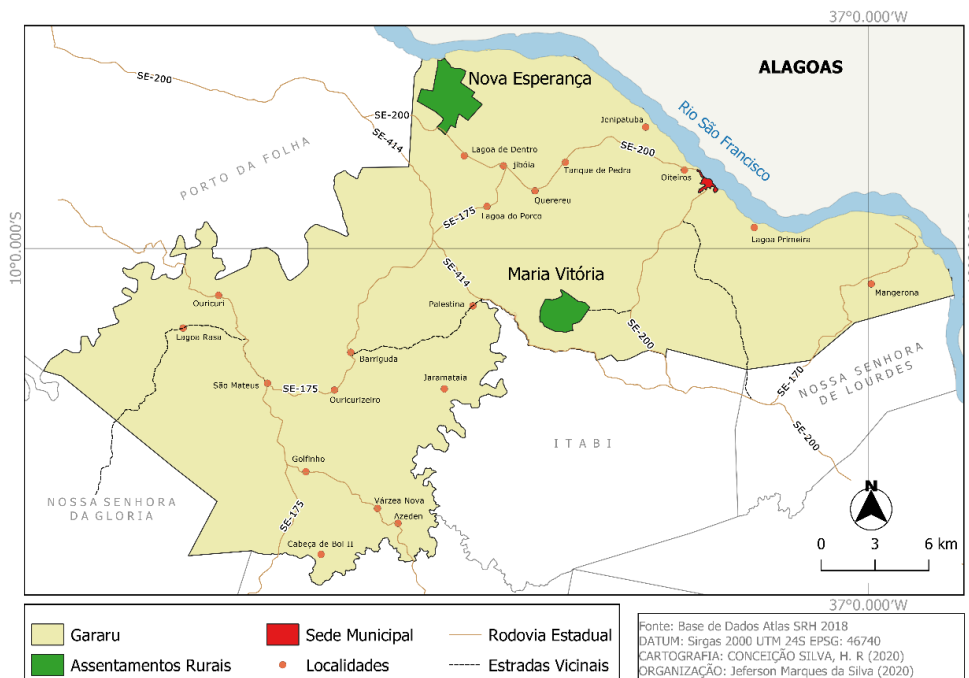 37°0.000'W
SE-200
Nova Esperança
ALAGOAS
SE-200
SE-414
Jenipatuba
Rio São Francisco
PORTO DA FOLHA
Lagoa de Dentro
SE-200
Jibóia
Tanque de Pedra
Oiteiros
Querereu
SE-175
Lagoa do Porco
Lagoa Primeira
10°0.000'S
SE-414
Maria Vitória
Mangerona
Ouricuri
Palestina
Lagoa Rasa
SE-200
Barriguda
São Mateus
SE-175
Jaramataia
SE-170
NOSSA SENHORA
DE LOURDES
Ouricurizeiro
SE-200
ITABI
Golfinho
NOSSA SENHORA
DA GLORIA
Várzea Nova
SE-175
Azeden
N
Cabeça de Boi II
0 3 6 km
37°0.000'W
Gararu
Sede Municipal
Rodovia Estadual
Assentamentos Rurais
Localidades
Estradas Vicinais
Fonte: Base de Dados Atlas SRH 2018
DATUM: Sirgas 2000 UTM 24S EPSG: 46740
CARTOGRAFIA: CONCEIÇÃO SILVA, H. R (2020)
ORGANIZAÇÃO: Jeferson Marques da Silva (2020)